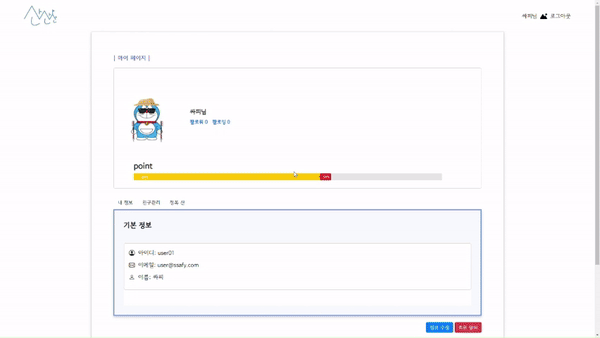 싸피님 로그아웃
[ 마이 페이지 ]
싸피님
팔로워 0 팔로잉 0
point
내 정보 친구관리 정복 산
기본 정보
아이디: user01
이메일: user@ssafy.com
이름: 싸피
정보 수정 회원 탈퇴